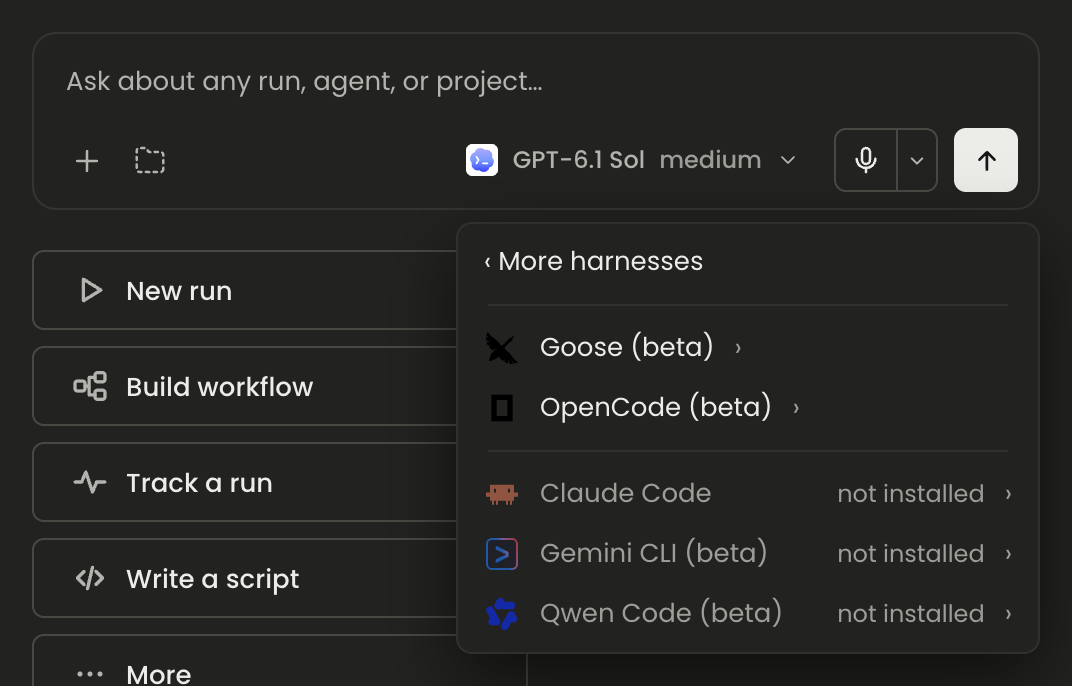 Ask about any run, agent, or project...
GPT-6.1 Sol medium
‹ More harnesses
New run
Goose (beta) ›
Build workflow
OpenCode (beta) ›
Track a run
Claude Code not installed ›
Gemini CLI (beta) not installed ›
Write a script
Qwen Code (beta) not installed ›
More